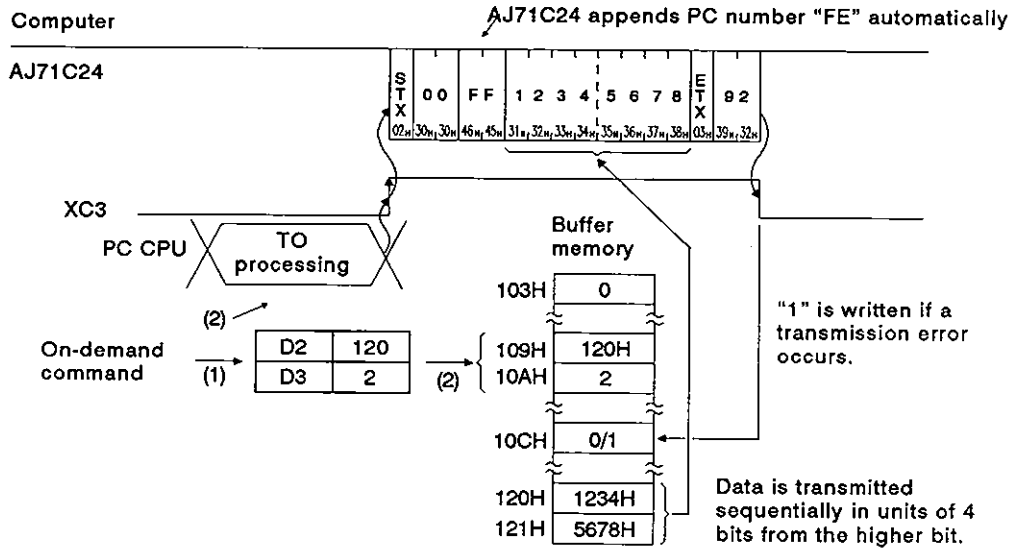 Computer
AJ71C24 appends PC number “FE” automatically
AJ71C24
STX 00 FF 1 2 3 4 5 6 7 8 ETX 92
02H 30H 30H 46H 45H 31H 32H 33H 34H 35H 36H 37H 38H 03H 39H 32H
XC3
PC CPU
TO
processing
Buffer
memory
103H 0
(2)
“1” is written if a
transmission error
occurs.
On-demand
command
(1)
D2 120
D3 2
(2)
109H 120H
10AH 2
10CH 0/1
120H 1234H
121H 5678H
Data is transmitted
sequentially in units of 4
bits from the higher bit.